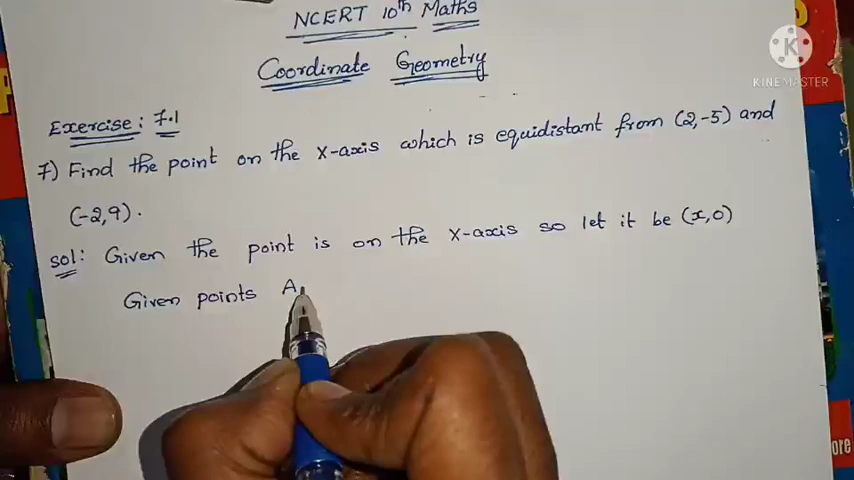 NCERT 10th Maths
Coordinate Geometry
KINEMASTER
Exercise: 7.1
7) Find the point on the X-axis which is equidistant from (2,-5) and
(-2,9).
Sol: Given the point is on the X-axis so let it be (x,0)
Given points A